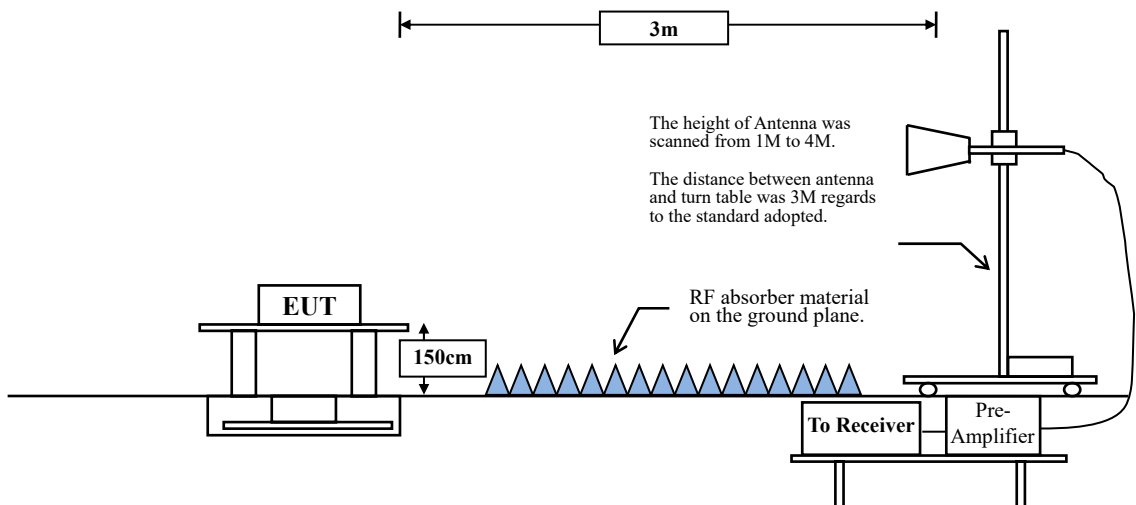 3m
The height of Antenna was
scanned from 1M to 4M.
The distance between antenna
and turn table was 3M regards
to the standard adopted.
EUT
RF absorber material
on the ground plane.
150cm
To Receiver
Pre-
Amplifier